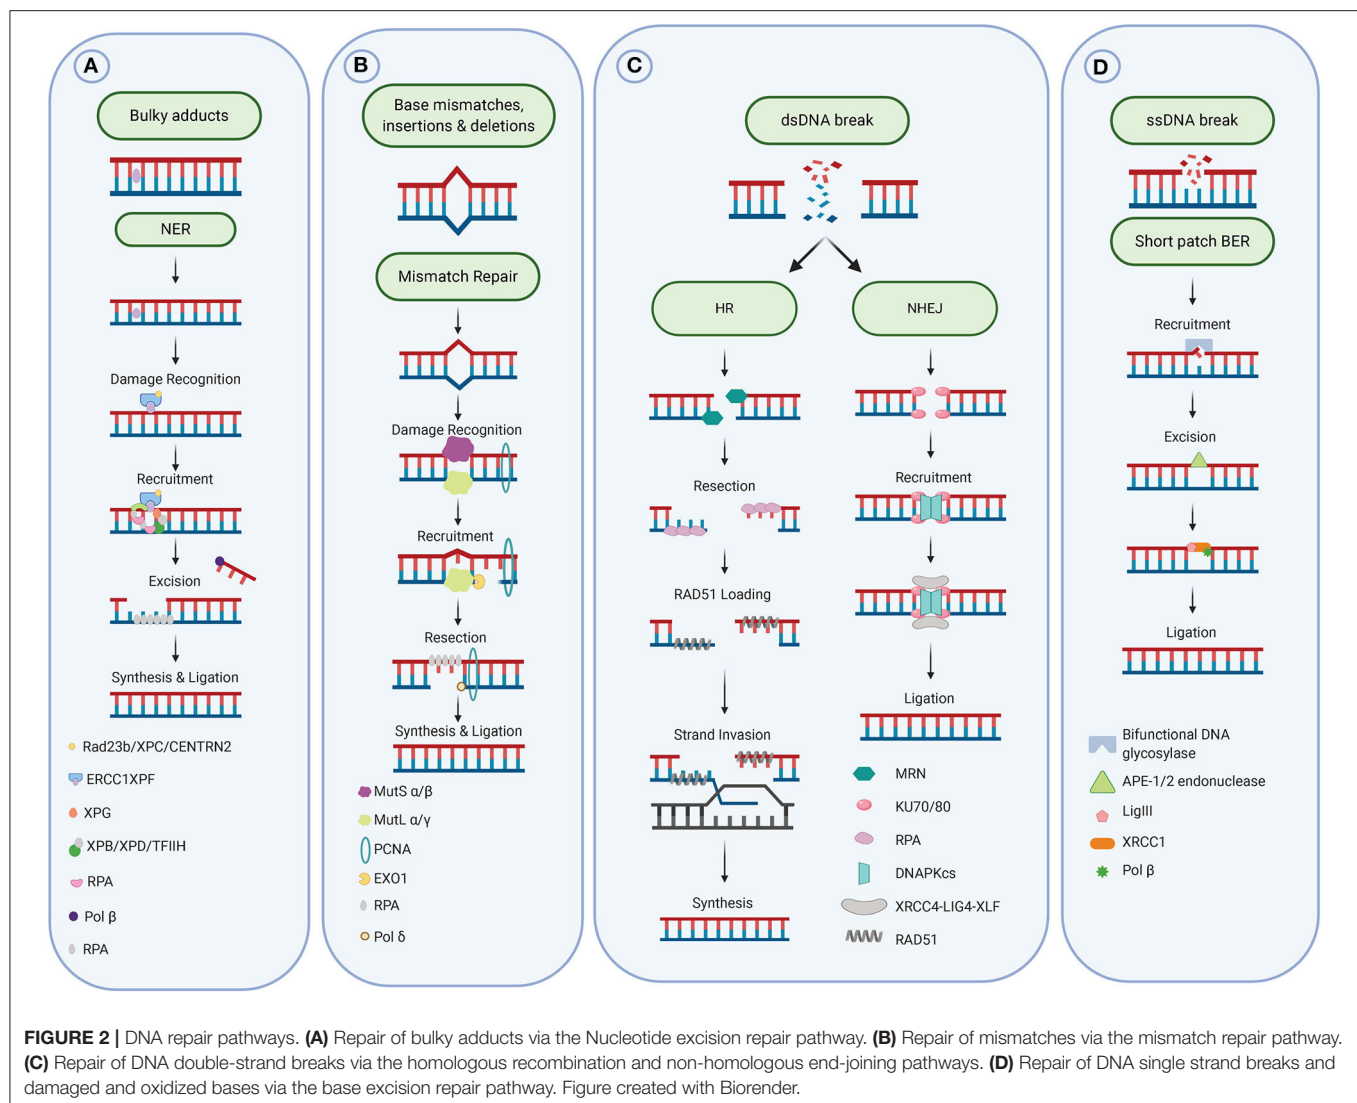 A
Bulky adducts
NER
Damage Recognition
Recruitment
Excision
Synthesis & Ligation
Rad23b/XPC/CENTRN2
ERCC1XPF
XPG
XPB/XPD/TFIIH
RPA
Pol β
RPA
B
Base mismatches,
insertions & deletions
Mismatch Repair
Damage Recognition
Recruitment
Resection
Synthesis & Ligation
MutS α/β
MutL α/γ
PCNA
EXO1
RPA
Pol δ
C
dsDNA break
HR
Resection
RAD51 Loading
Strand Invasion
Synthesis
NHEJ
Recruitment
Ligation
MRN
KU70/80
RPA
DNAPKcs
XRCC4-LIG4-XLF
RAD51
D
ssDNA break
Short patch BER
Recruitment
Excision
Ligation
Bifunctional DNA
glycosylase
APE-1/2 endonuclease
LigIII
XRCC1
Pol β
FIGURE 2 | DNA repair pathways. (A) Repair of bulky adducts via the Nucleotide excision repair pathway. (B) Repair of mismatches via the mismatch repair pathway.
(C) Repair of DNA double-strand breaks via the homologous recombination and non-homologous end-joining pathways. (D) Repair of DNA single strand breaks and
damaged and oxidized bases via the base excision repair pathway. Figure created with Biorender.